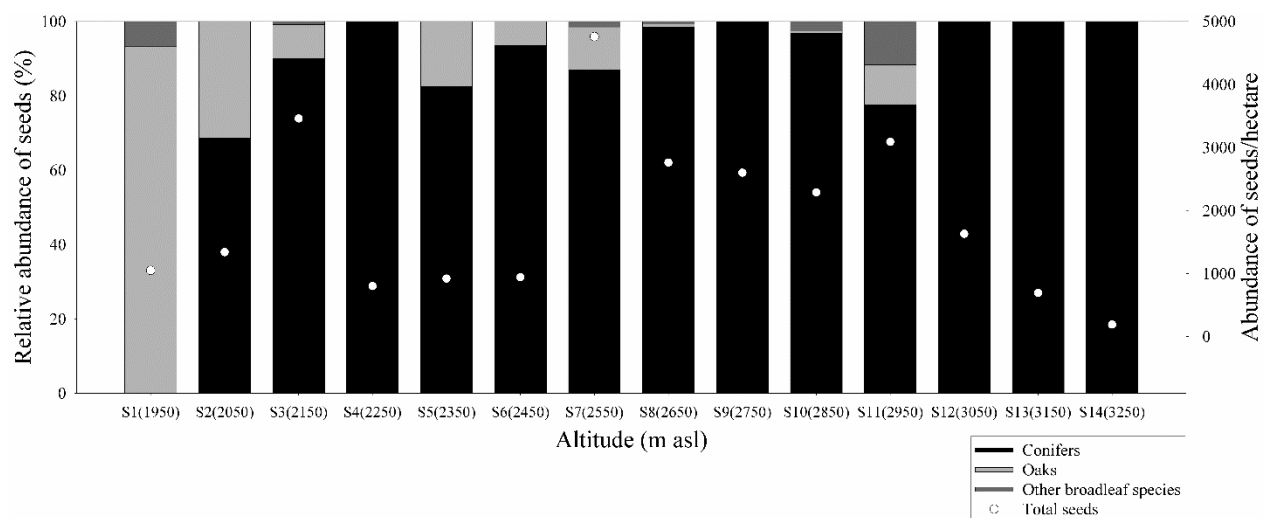 Relative abundance of seeds (%)
100
80
60
40
20
0
5000
4000
3000
2000
1000
0
Abundance of seeds/hectare
S1(1950) S2(2050) S3(2150) S4(2250) S5(2350) S6(2450) S7(2550) S8(2650) S9(2750) S10(2850) S11(2950) S12(3050) S13(3150) S14(3250)
Altitude (m asl)
Conifers
Oaks
Other broadleaf species
Total seeds